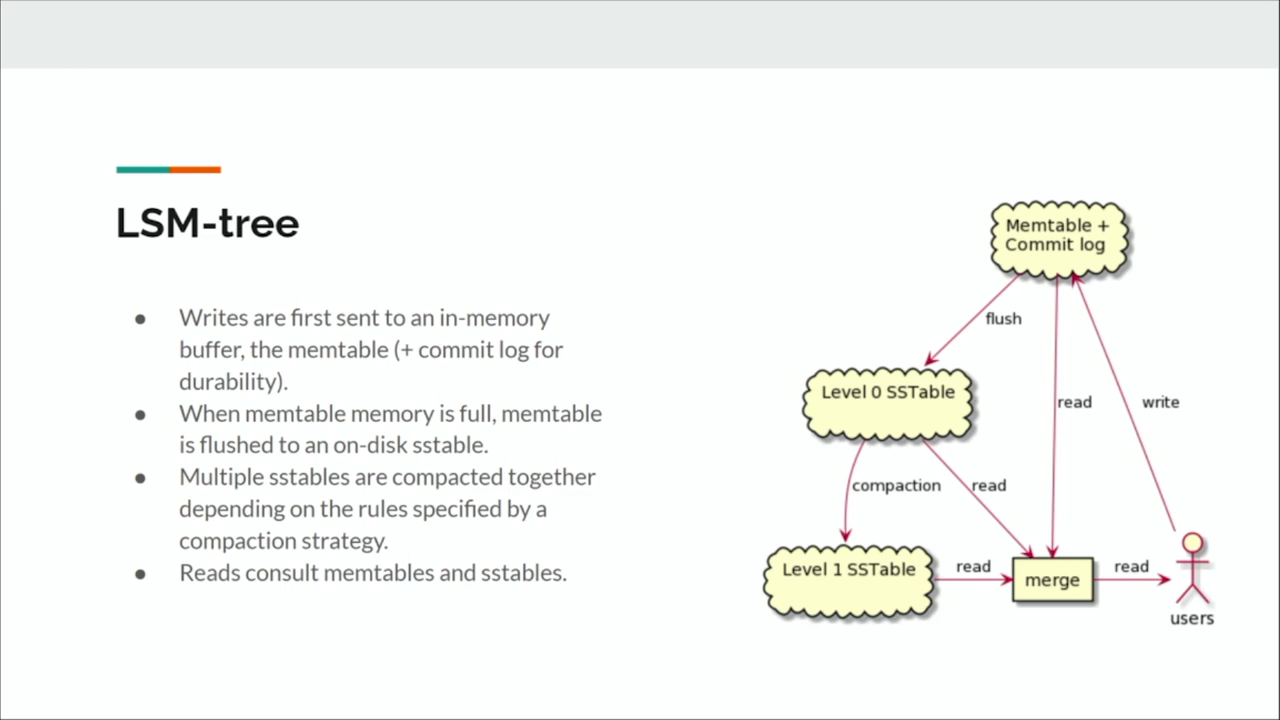 LSM-tree
● Writes are first sent to an in-memory
buffer, the memtable (+ commit log for
durability).
● When memtable memory is full, memtable
is flushed to an on-disk sstable.
● Multiple sstables are compacted together
depending on the rules specified by a
compaction strategy.
● Reads consult memtables and sstables.
Memtable +
Commit log
flush
Level 0 SSTable
read
write
compaction
read
Level 1 SSTable
read
merge
read
users